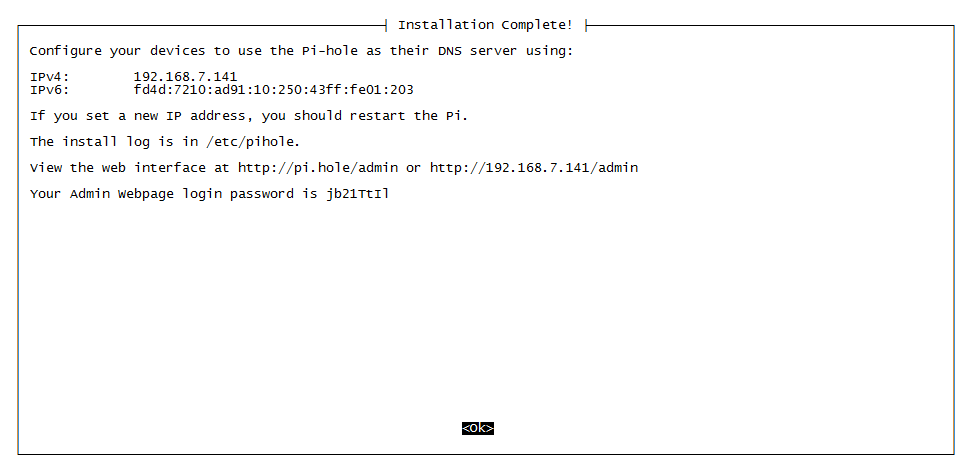 Installation Complete!
Configure your devices to use the Pi-hole as their DNS server using:
IPv4: 192.168.7.141
IPv6: fd4d:7210:ad91:10:250:43ff:fe01:203
If you set a new IP address, you should restart the Pi.
The install log is in /etc/pihole.
View the web interface at http://pi.hole/admin or http://192.168.7.141/admin
Your Admin Webpage login password is jb21TtIl
<Ok>